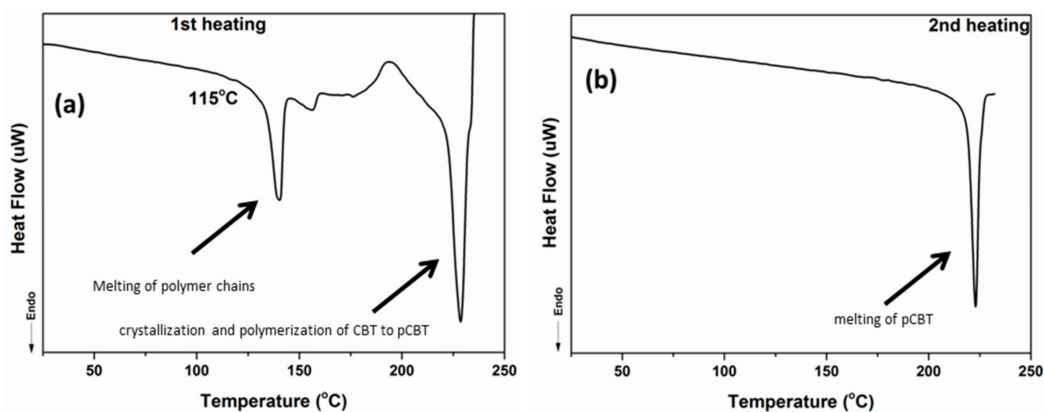 1st heating
(a)
115°C
Melting of polymer chains
crystallization and polymerization of CBT to pCBT
Heat Flow (uW)
Endo
50 100 150 200 250
Temperature (°C)
2nd heating
(b)
melting of pCBT
Heat Flow (uW)
Endo
50 100 150 200 250
Temperature (°C)